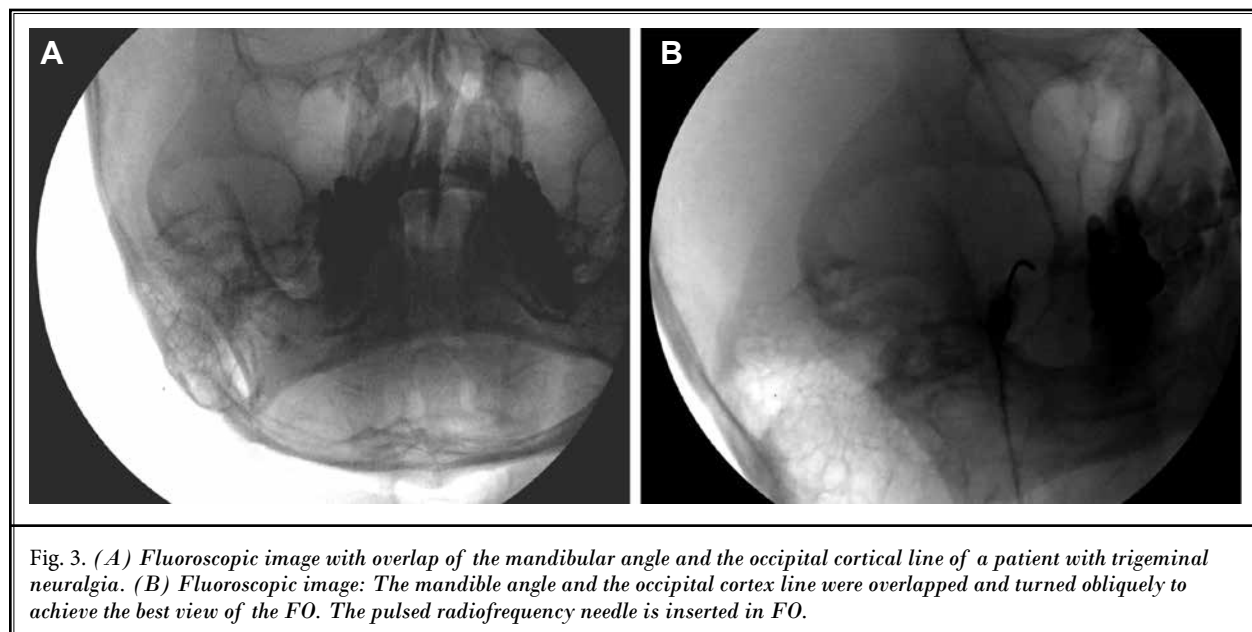 A
B
Fig. 3. (A) Fluoroscopic image with overlap of the mandibular angle and the occipital cortical line of a patient with trigeminal
neuralgia. (B) Fluoroscopic image: The mandible angle and the occipital cortex line were overlapped and turned obliquely to
achieve the best view of the FO. The pulsed radiofrequency needle is inserted in FO.